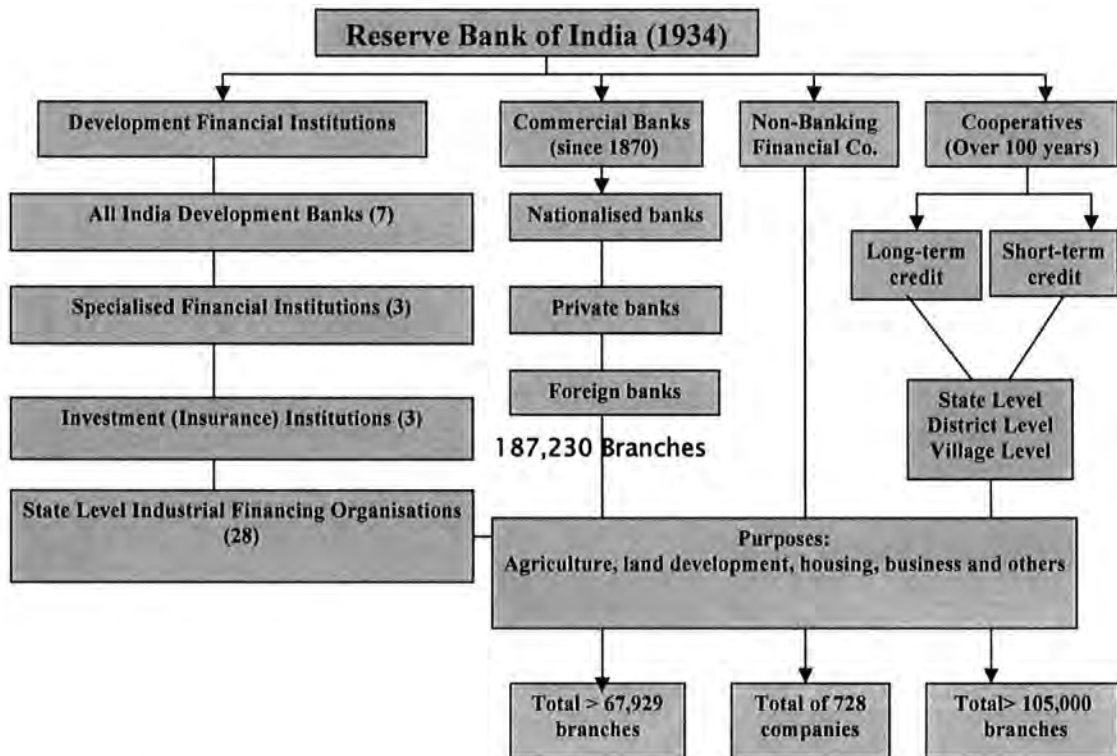 Reserve Bank of India (1934)
Development Financial Institutions
Commercial Banks
(since 1870)
Non-Banking
Financial Co.
Cooperatives
(Over 100 years)
All India Development Banks (7)
Nationalised banks
Long-term
credit
Short-term
credit
Specialised Financial Institutions (3)
Private banks
Foreign banks
Investment (Insurance) Institutions (3)
187,230 Branches
State Level
District Level
Village Level
State Level Industrial Financing Organisations
(28)
Purposes:
Agriculture, land development, housing, business and others
Total > 67,929
branches
Total of 728
companies
Total> 105,000
branches